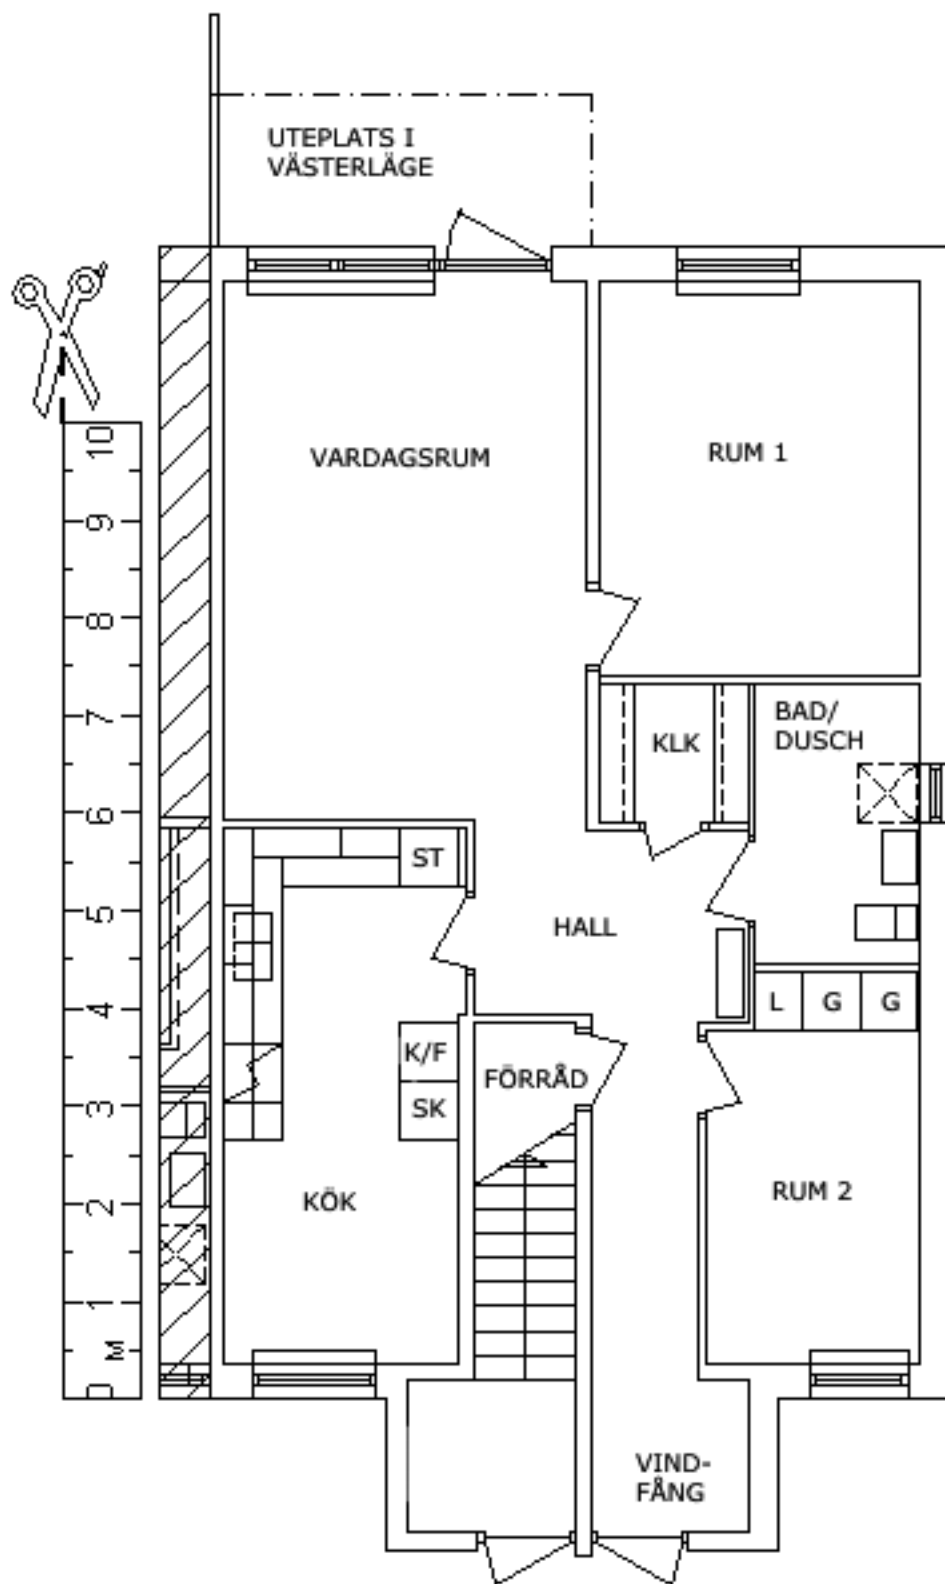 UTEPLATS I
VÄSTERLÄGE
VARDAGSRUM
RUM 1
KLK
BAD/
DUSCH
ST
HALL
L G G
K/F
SK
FÖRRÅD
KÖK
RUM 2
VIND-
FÅNG
10
9
8
7
6
5
4
3
2
1
M
0